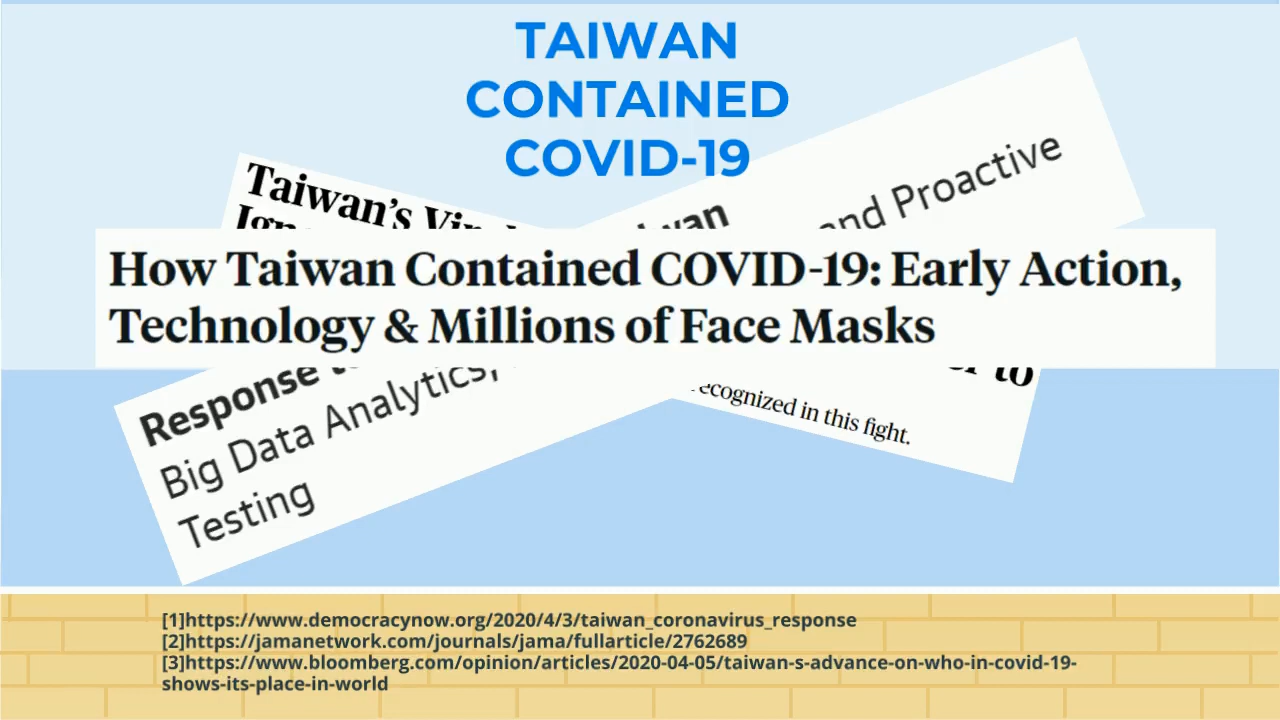 TAIWAN
CONTAINED
COVID-19
Taiwan's
and Proactive
How Taiwan Contained COVID-19: Early Action,
Technology & Millions of Face Masks
Response
to
Big Data Analytics,
recognized in this fight.
Testing
[1]https://www.democracynow.org/2020/4/3/taiwan_coronavirus_response
[2]https://jamanetwork.com/journals/jama/fullarticle/2762689
[3]https://www.bloomberg.com/opinion/articles/2020-04-05/taiwan-s-advance-on-who-in-covid-19-
shows-its-place-in-world